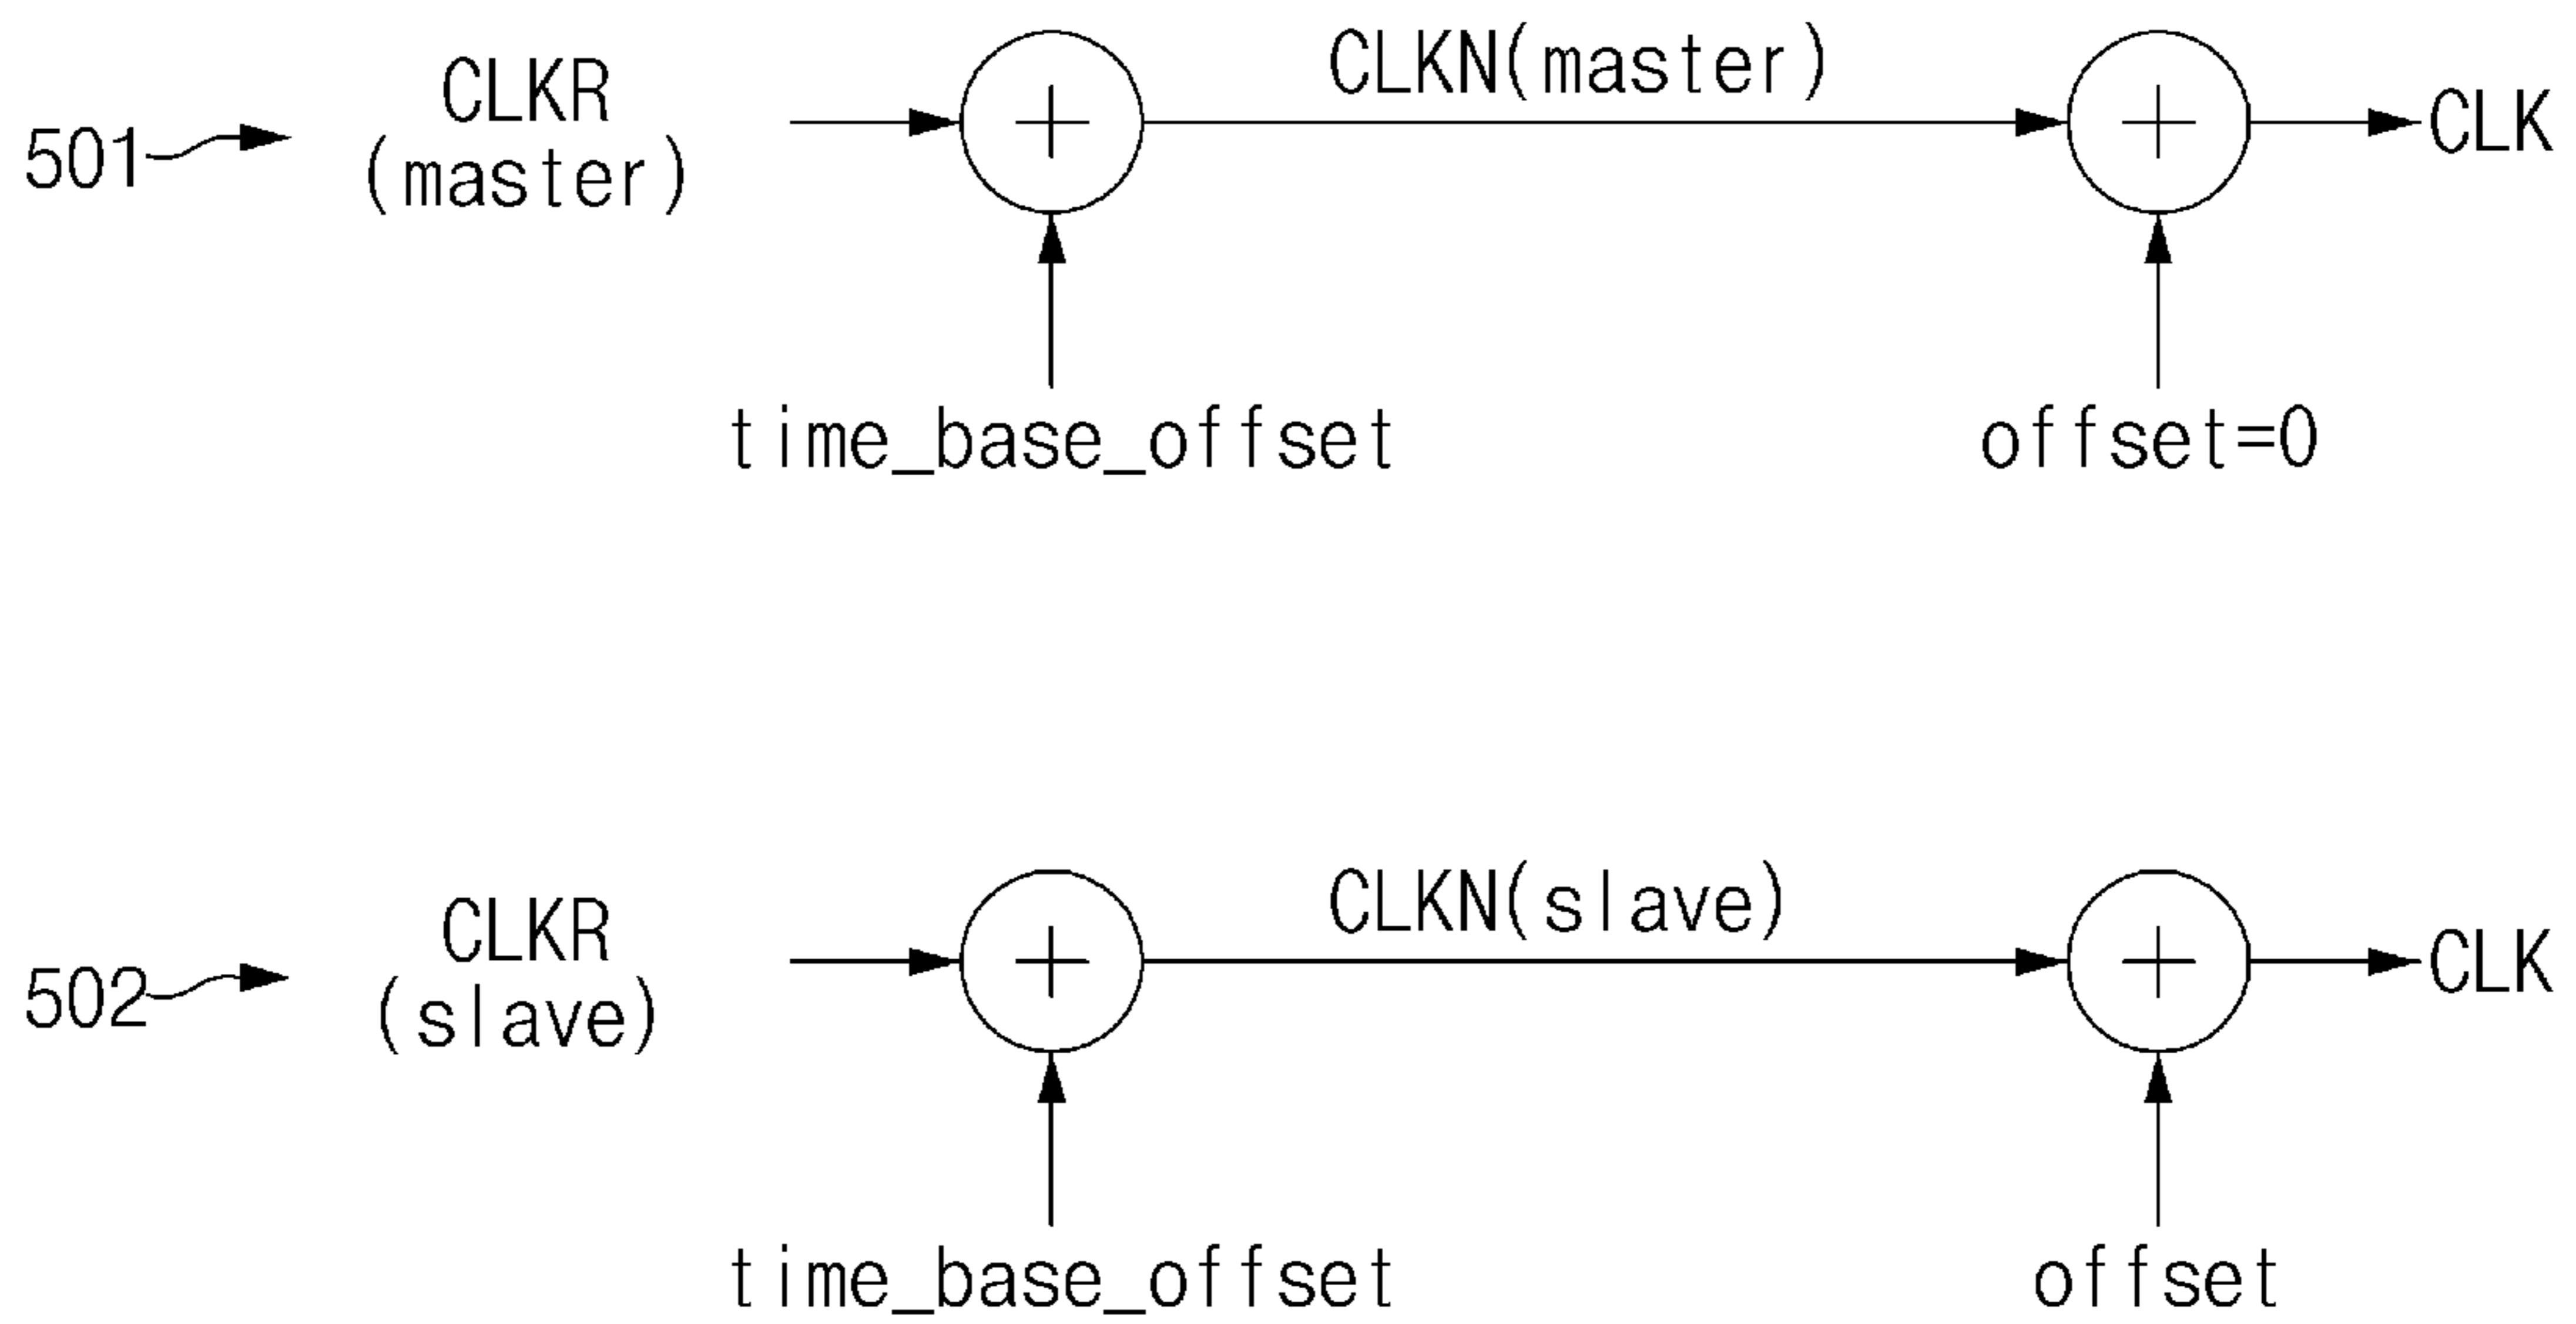 CLKN(master)
501
CLKR
(master)
CLK
time_base_offset
offset=0
CLKN(slave)
502
CLKR
(slave)
CLK
time_base_offset
offset